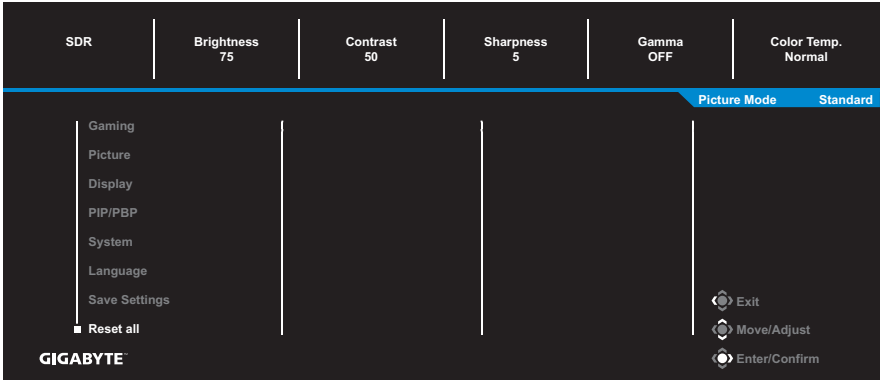 SDR Brightness Contrast Sharpness Gamma Color Temp.
75 50 5 OFF Normal
Picture Mode Standard
Gaming
Picture
Display
PIP/PBP
System
Language
Save Settings
Reset all
Exit
Move/Adjust
Enter/Confirm
GIGABYTE™